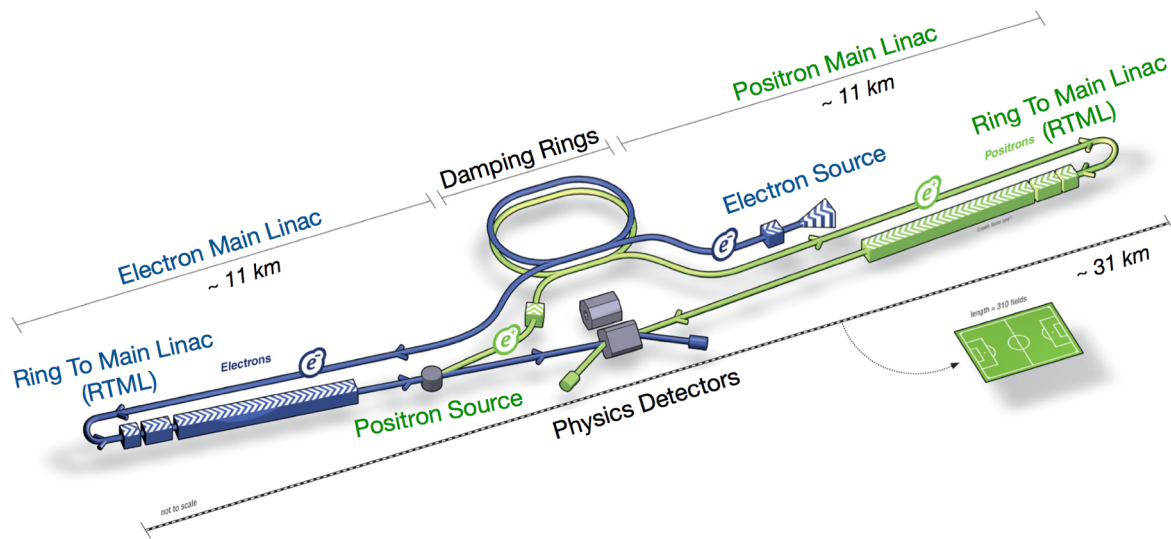 Positron Main Linac
~ 11 km
Ring To Main Linac
(RTML)
Positrons
Damping Rings
Electron Source
e⁺
e⁻
Electron Main Linac
~ 11 km
~ 31 km
length = 310 fields
Ring To Main Linac
(RTML)
Electrons
e⁻
e⁺
Positron Source
Physics Detectors
not to scale